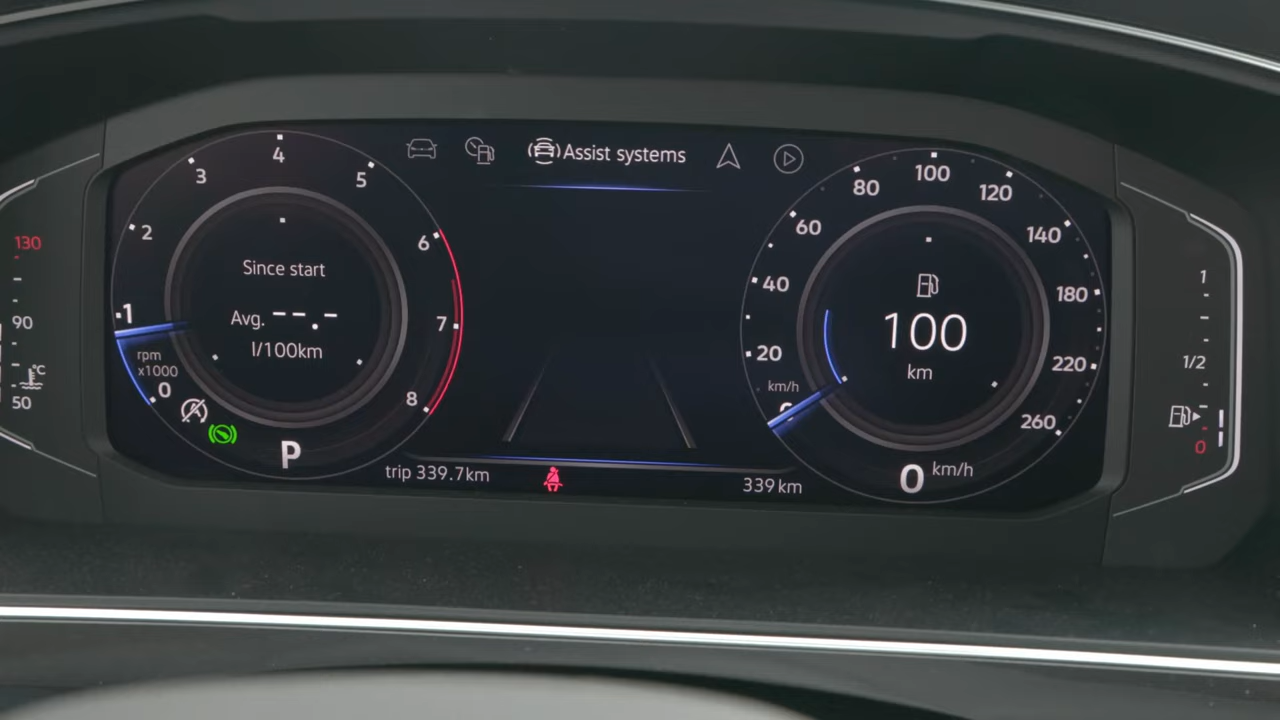 Assist systems
130
90
°C
50
1
2
3
4
5
6
7
8
rpm
x1000
0
Since start
Avg. --.-
l/100km
P
trip 339.7km
339 km
20
40
60
80
100
120
140
180
220
260
km/h
100
km
0 km/h
1
1/2
0